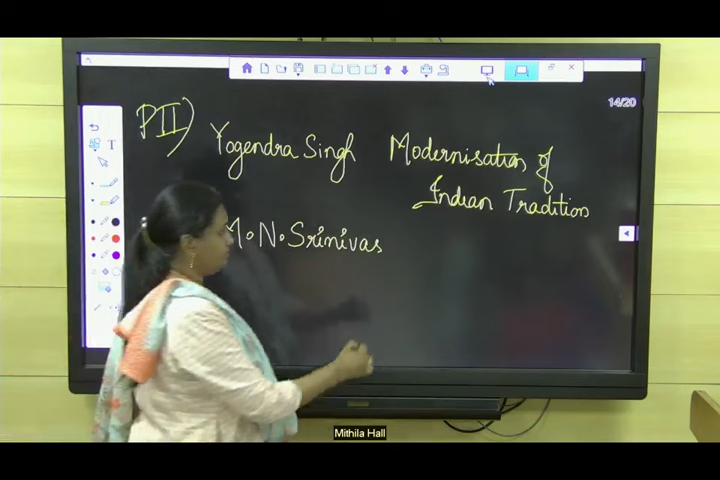 14/20
PII)
Yogendra Singh Modernisation of
Indian Tradition
M.N.Srinivas
T
Mithila Hall